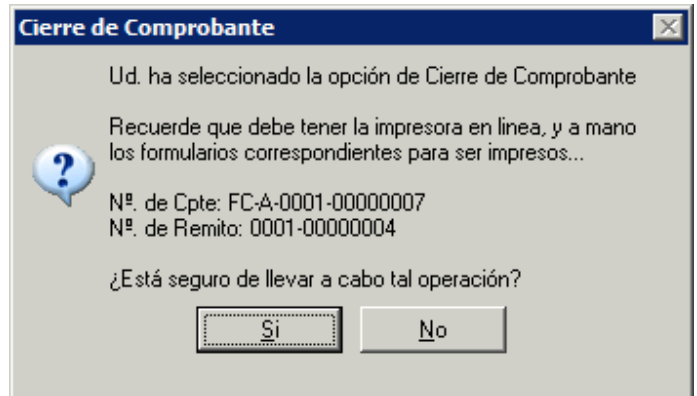 Cierre de Comprobante
Ud. ha seleccionado la opción de Cierre de Comprobante
Recuerde que debe tener la impresora en linea, y a mano
los formularios correspondientes para ser impresos...
Nº. de Cpte: FC-A-0001-00000007
Nº. de Remito: 0001-00000004
¿Está seguro de llevar a cabo tal operación?
Si No